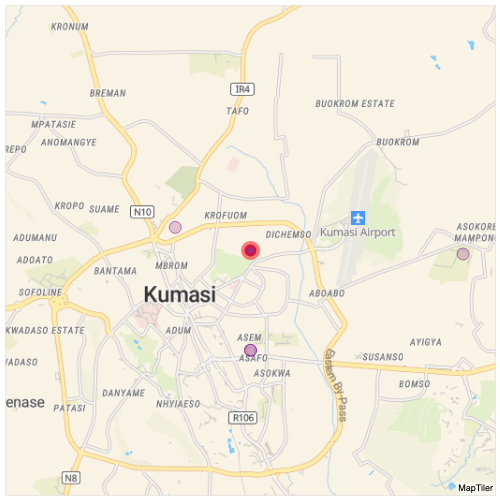 KRONUM
BREMAN
IR4
TAFO
BUOKROM ESTATE
MPATASIE
ANOMANGYE
BUOKROM
REPO
KROPO
SUAME
N10
KROFUOM
ADUMANU
DICHEMSO
Kumasi Airport
ASOKORE
MAMPONG
ADOATO
BANTAMA
MBROM
SOFOLINE
Kumasi
ABOABO
KWADASO ESTATE
ADUM
ASEM
AYIGYA
ASAFO
SUSANSO
WADASO
ASOKWA
BOMSO
DANYAME
enase
PATASI
NHYIAESO
R106
Eastern By-Pass
N8
MapTiler